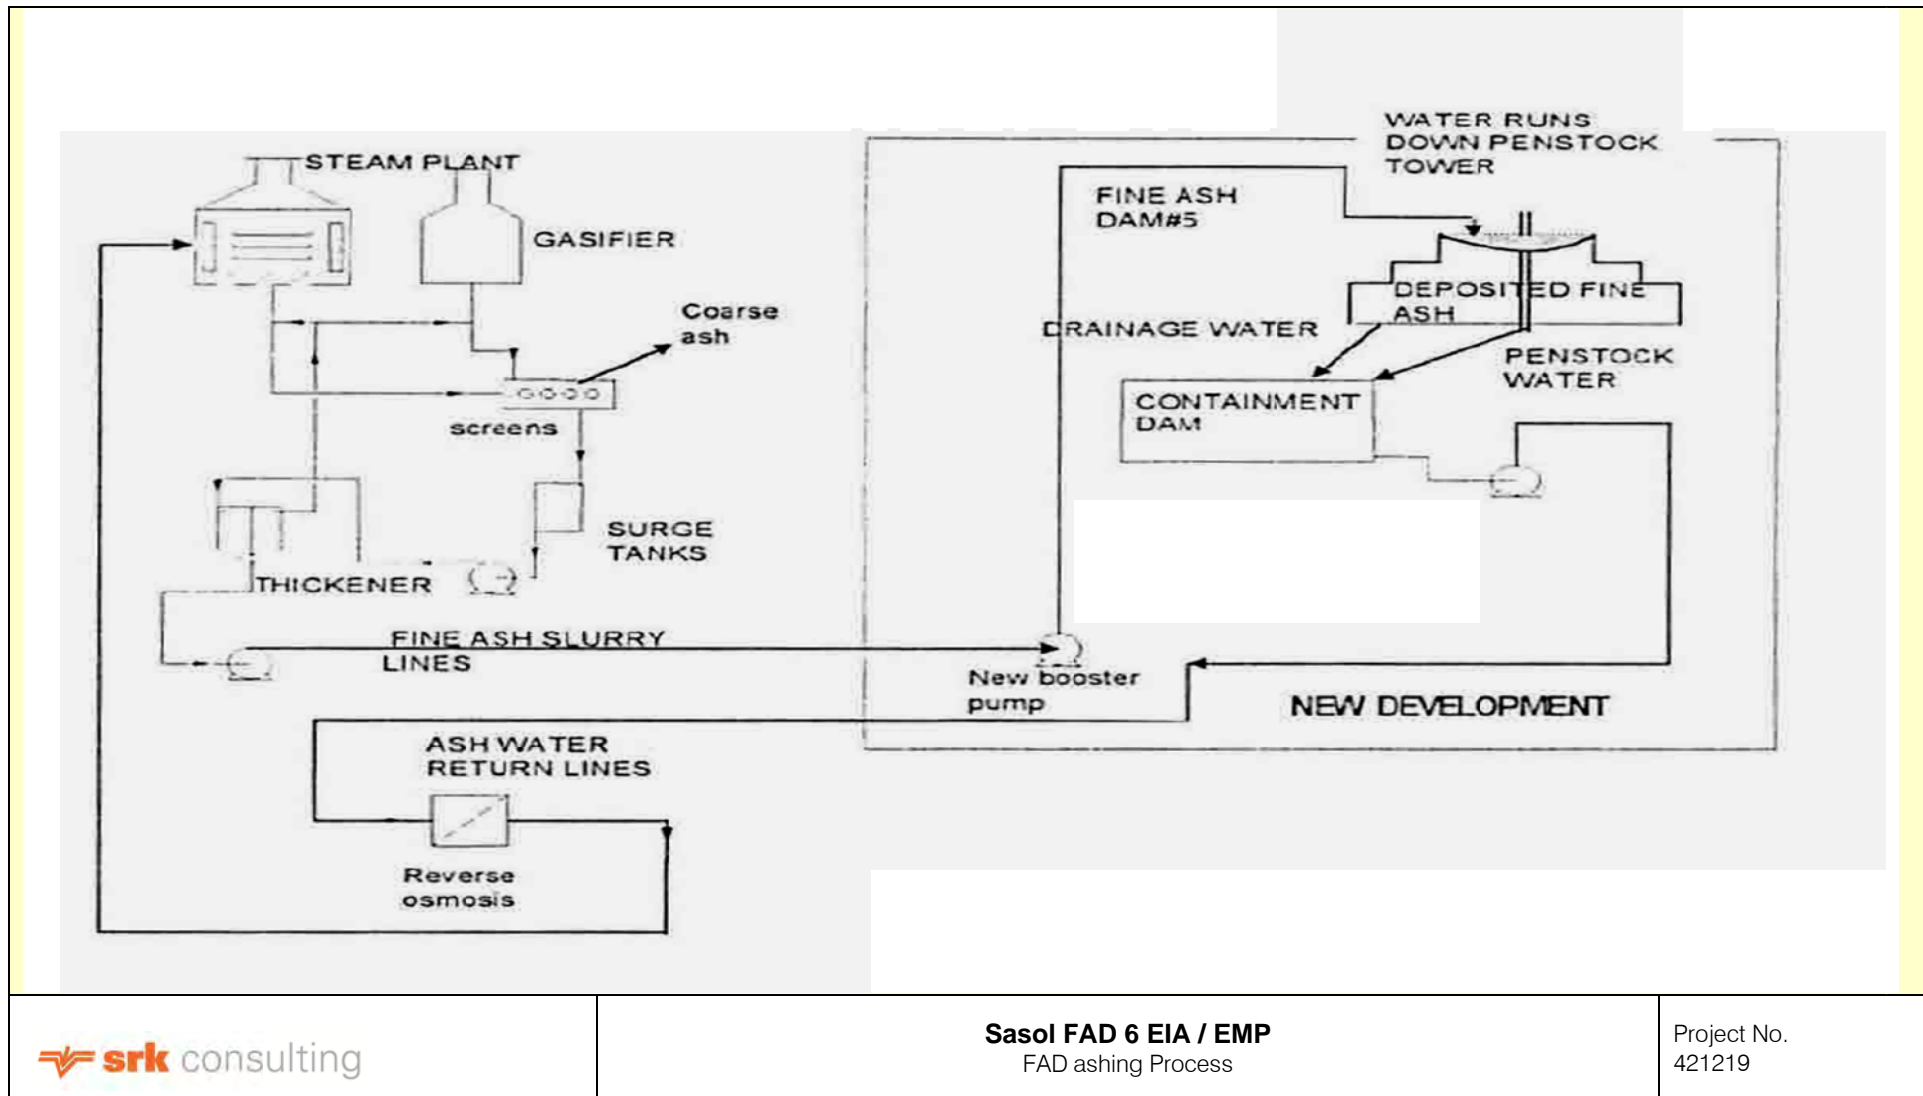 WATER RUNS
DOWN PENSTOCK
TOWER
STEAM PLANT
FINE ASH
DAM#5
GASIFIER
DEPOSITED FINE
ASH
Coarse
ash
DRAINAGE WATER
PENSTOCK
WATER
CONTAINMENT
DAM
screens
SURGE
TANKS
THICKENER
FINE ASH SLURRY
LINES
New booster
pump
NEW DEVELOPMENT
ASH WATER
RETURN LINES
Reverse
osmosis
srk consulting
Sasol FAD 6 EIA / EMP
FAD ashing Process
Project No.
421219